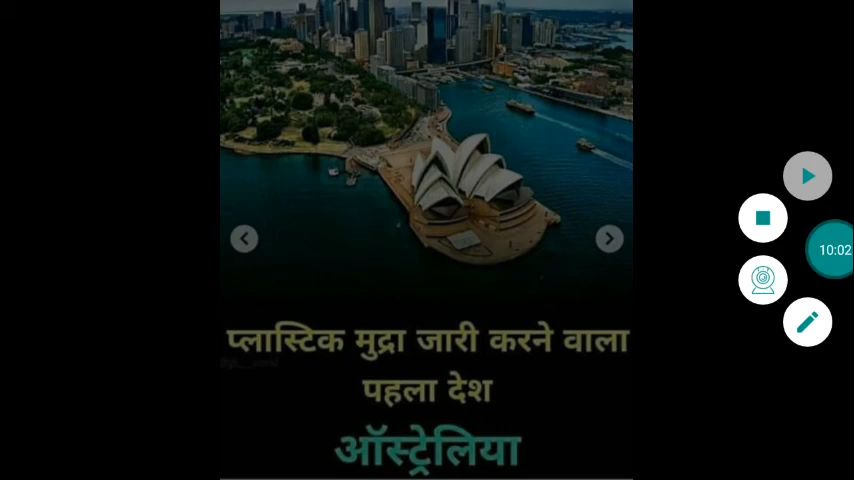 10:02
प्लास्टिक मुद्रा जारी करने वाला
पहला देश
ऑस्ट्रेलिया